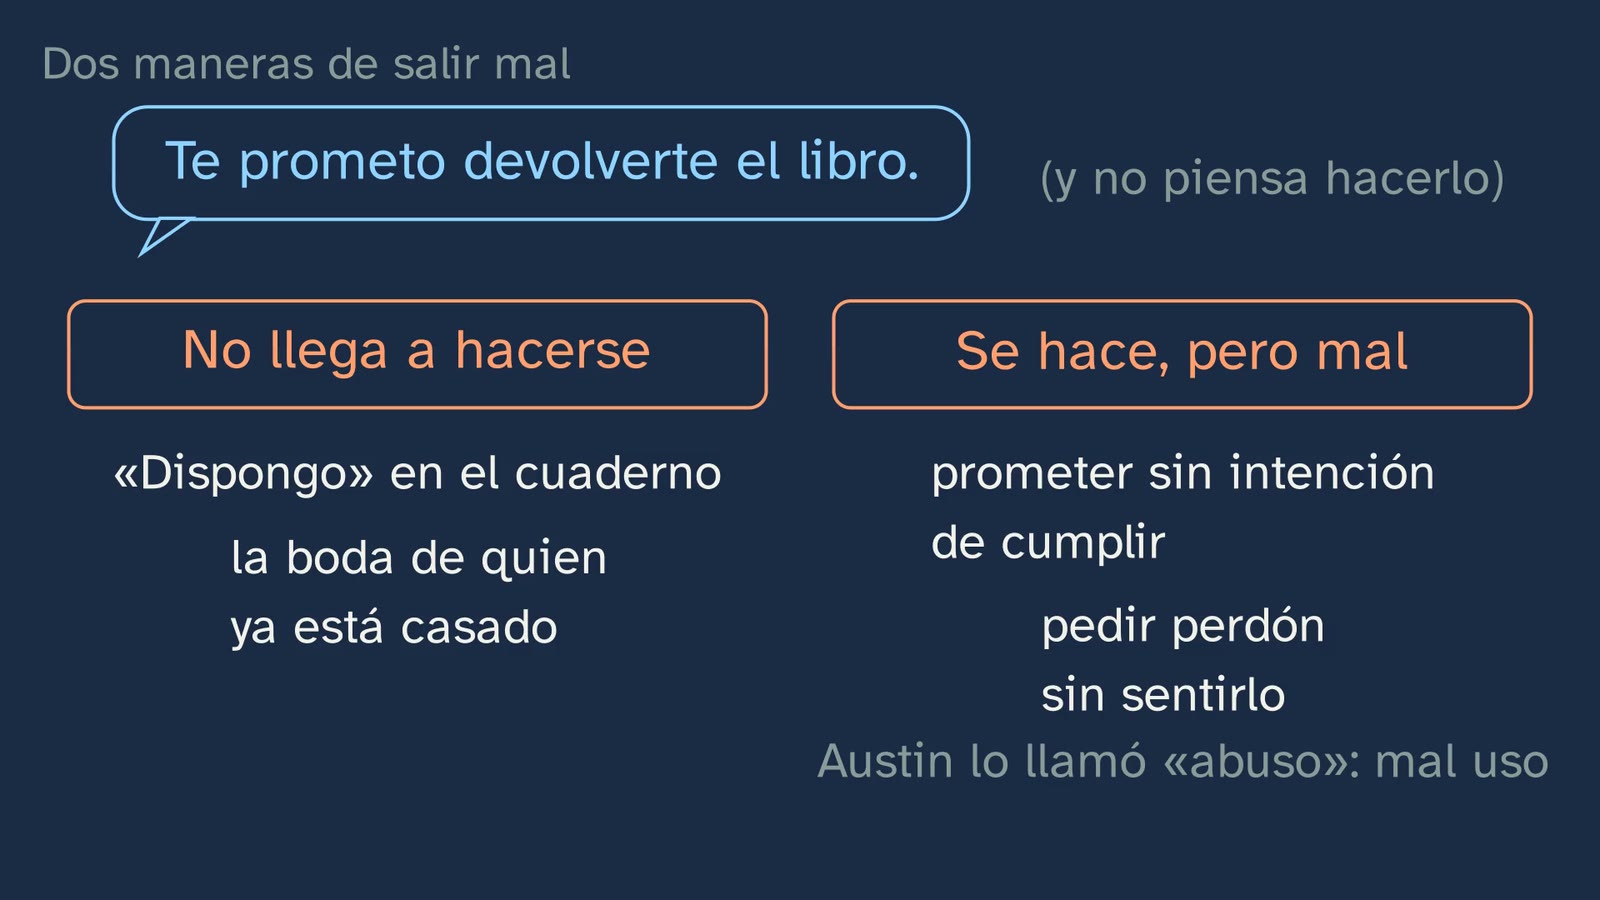 Dos maneras de salir mal
Te prometo devolverte el libro.
(y no piensa hacerlo)
No llega a hacerse
«Dispongo» en el cuaderno
la boda de quien
ya está casado
Se hace, pero mal
prometer sin intención
de cumplir
pedir perdón
sin sentirlo
Austin lo llamó «abuso»: mal uso